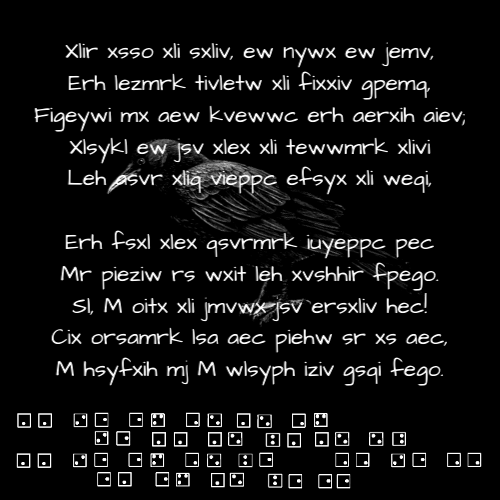 Xlir xsso xli sxliv, ew nywx ew jemv,
Erh lezmrk tivletw xli fixxiv gpemq,
Figeywi mx aew kvewwc erh aerxih aiev;
Xlsykl ew jsv xlex xli tewwmrk xlivi
Leh asvr xliq vieppc efsyx xli weqi,
Erh fsxl xlex qsvrmrk iuyeppc pec
Mr pieziw rs wxit leh xvshhir fpego.
Sl, M oitx xli jmvwx jsv ersxliv hec!
Cix orsamrk lsa aec piehw sr xs aec,
M hsyfxih mj M wlsyph iziv gsqi fego.